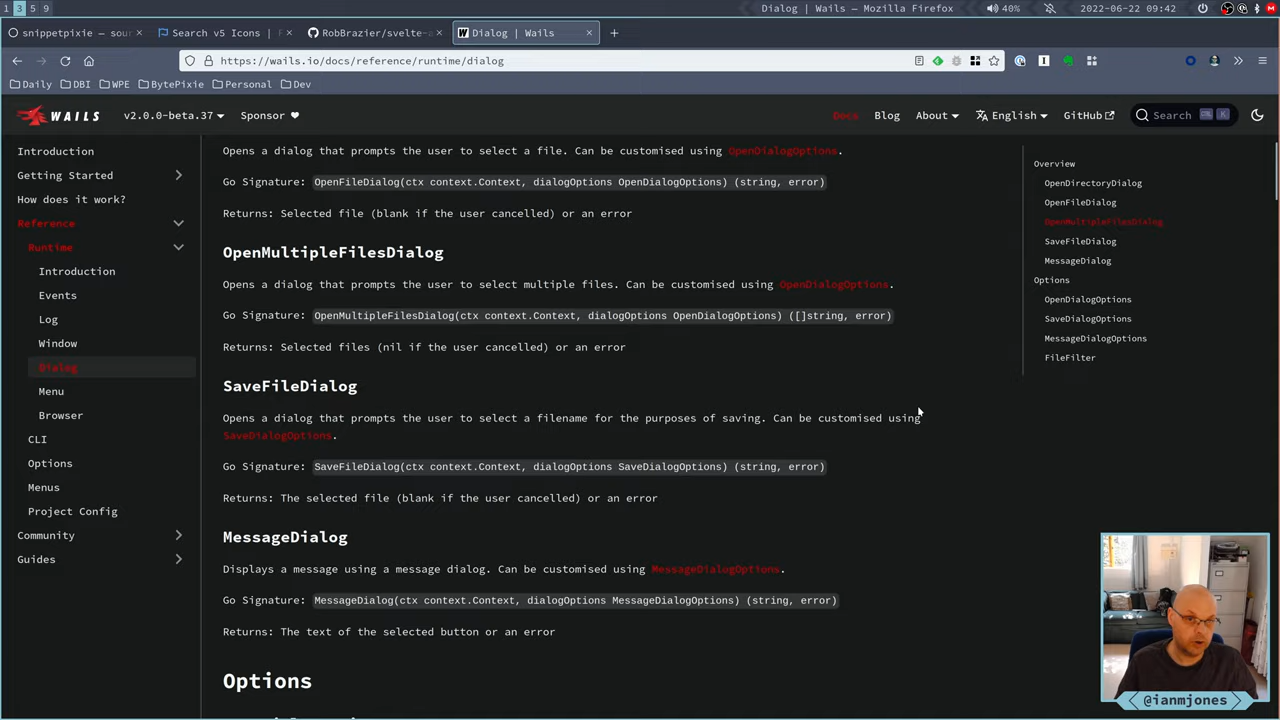 1 3 5 9
Dialog | Wails — Mozilla Firefox
40%
2022-06-22 09:42
snippetpixie — sour
Search v5 Icons | F
RobBrazier/svelte-a
Dialog | Wails
https://wails.io/docs/reference/runtime/dialog
Daily
DBI
WPE
BytePixie
Personal
Dev
WAILS
v2.0.0-beta.37
Sponsor
Docs
Blog
About
English
GitHub
Search
K
Introduction
Getting Started
How does it work?
Reference
Runtime
Introduction
Events
Log
Window
Dialog
Menu
Browser
CLI
Options
Menus
Project Config
Community
Guides
Opens a dialog that prompts the user to select a file. Can be customised using OpenDialogOptions.
Go Signature: OpenFileDialog(ctx context.Context, dialogOptions OpenDialogOptions) (string, error)
Returns: Selected file (blank if the user cancelled) or an error
OpenMultipleFilesDialog
Opens a dialog that prompts the user to select multiple files. Can be customised using OpenDialogOptions.
Go Signature: OpenMultipleFilesDialog(ctx context.Context, dialogOptions OpenDialogOptions) ([]string, error)
Returns: Selected files (nil if the user cancelled) or an error
SaveFileDialog
Opens a dialog that prompts the user to select a filename for the purposes of saving. Can be customised using
SaveDialogOptions.
Go Signature: SaveFileDialog(ctx context.Context, dialogOptions SaveDialogOptions) (string, error)
Returns: The selected file (blank if the user cancelled) or an error
MessageDialog
Displays a message using a message dialog. Can be customised using MessageDialogOptions.
Go Signature: MessageDialog(ctx context.Context, dialogOptions MessageDialogOptions) (string, error)
Returns: The text of the selected button or an error
Options
Overview
OpenDirectoryDialog
OpenFileDialog
OpenMultipleFilesDialog
SaveFileDialog
MessageDialog
Options
OpenDialogOptions
SaveDialogOptions
MessageDialogOptions
FileFilter
@ianmjones